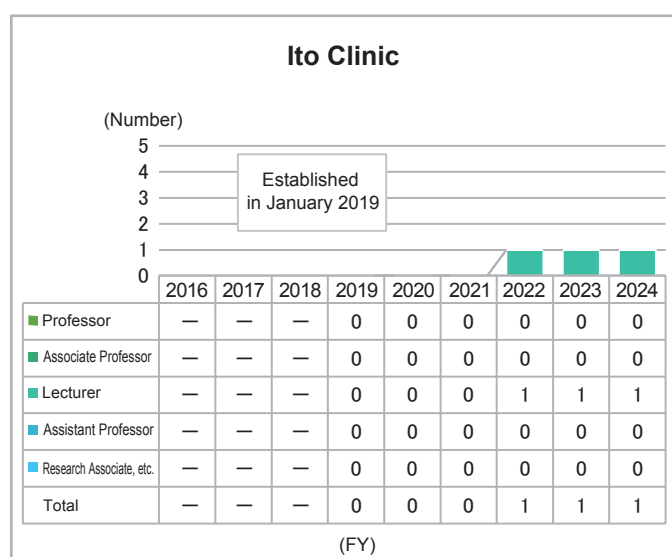 Ito Clinic
(Number)
5
4
3
2
1
0
Established
in January 2019
2016 2017 2018 2019 2020 2021 2022 2023 2024
Professor — — — 0 0 0 0 0 0
Associate Professor — — — 0 0 0 0 0 0
Lecturer — — — 0 0 0 1 1 1
Assistant Professor — — — 0 0 0 0 0 0
Research Associate, etc. — — — 0 0 0 0 0 0
Total — — — 0 0 0 1 1 1
(FY)